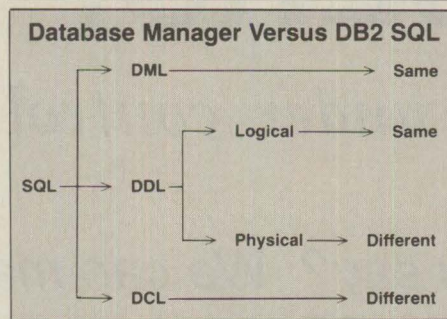 Database Manager Versus DB2 SQL
DML Same
Logical Same
SQL DDL
Physical Different
DCL Different